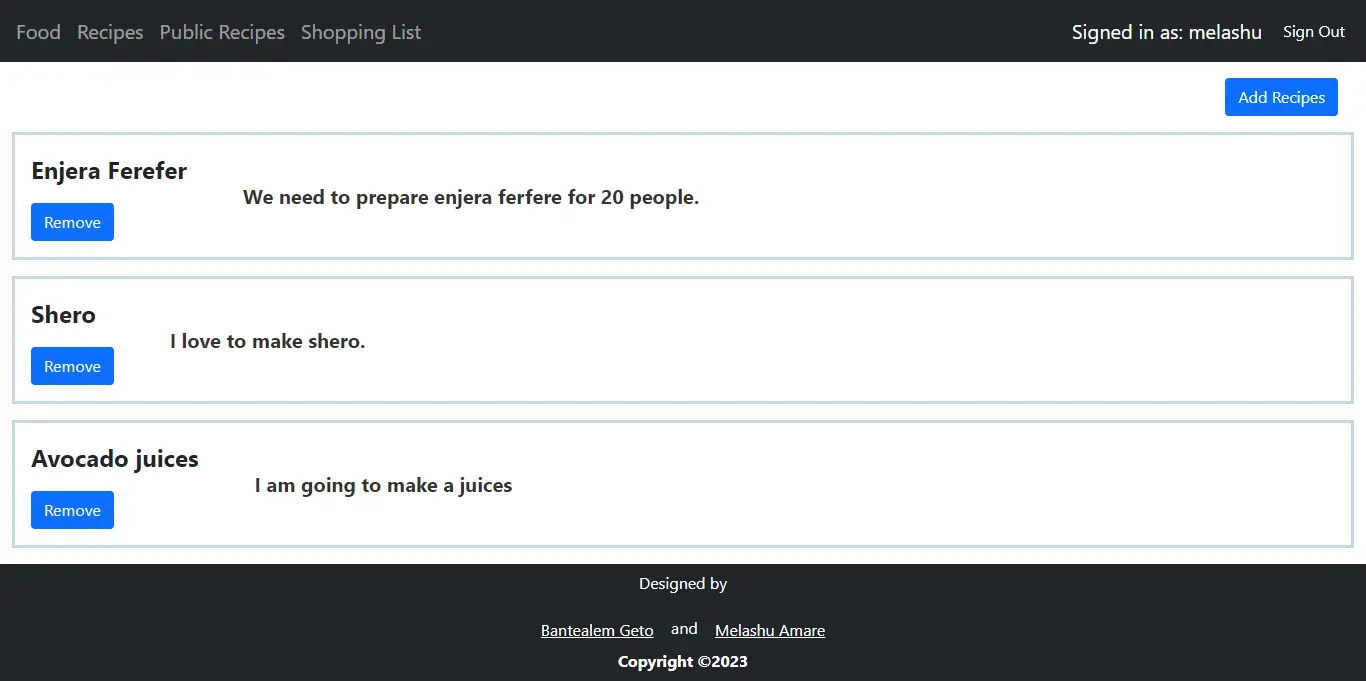 Food Recipes Public Recipes Shopping List Signed in as: melashu Sign Out
Add Recipes
Enjera Ferefer
We need to prepare enjera ferfere for 20 people.
Remove
Shero
I love to make shero.
Remove
Avocado juices
I am going to make a juices
Remove
Designed by
Bantealem Geto and Melashu Amare
Copyright ©2023